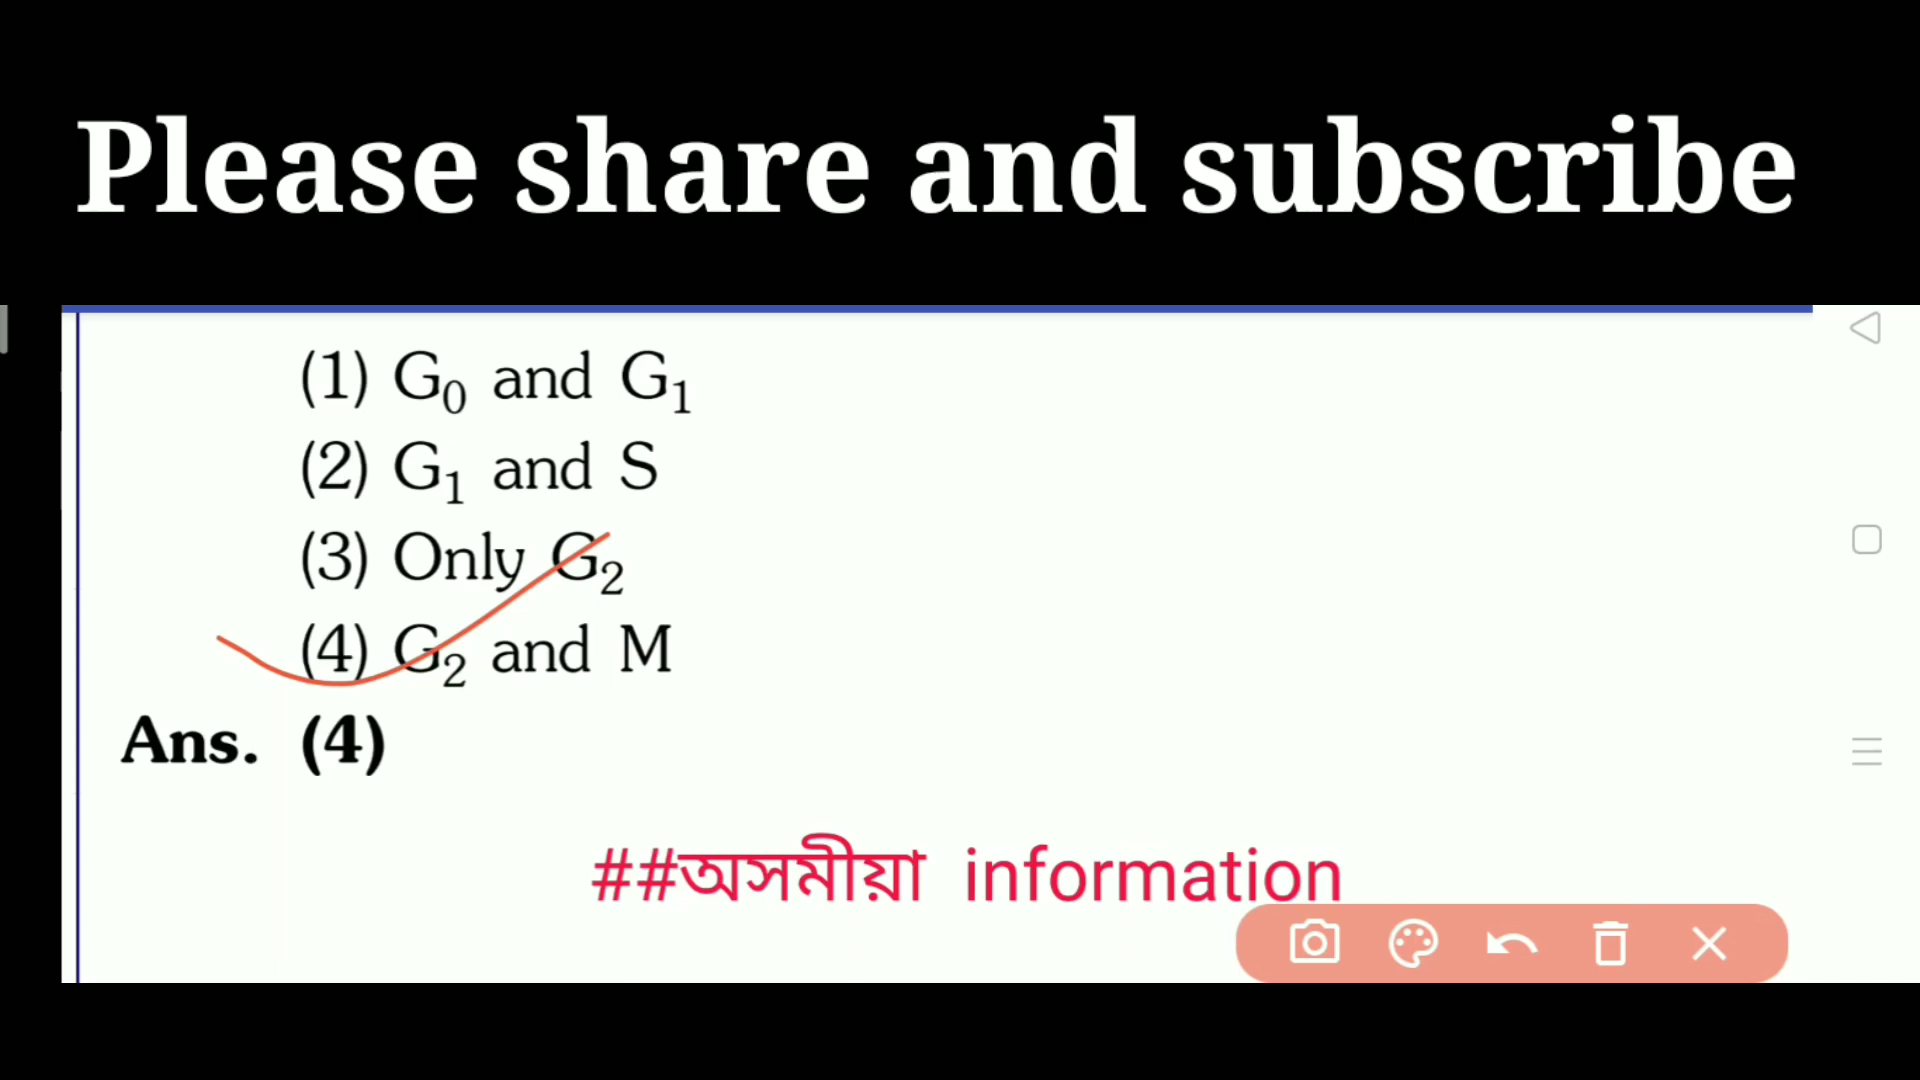 Please share and subscribe
(1) G₀ and G₁
(2) G₁ and S
(3) Only G₂
(4) G₂ and M
Ans. (4)
##অসমীয়া information